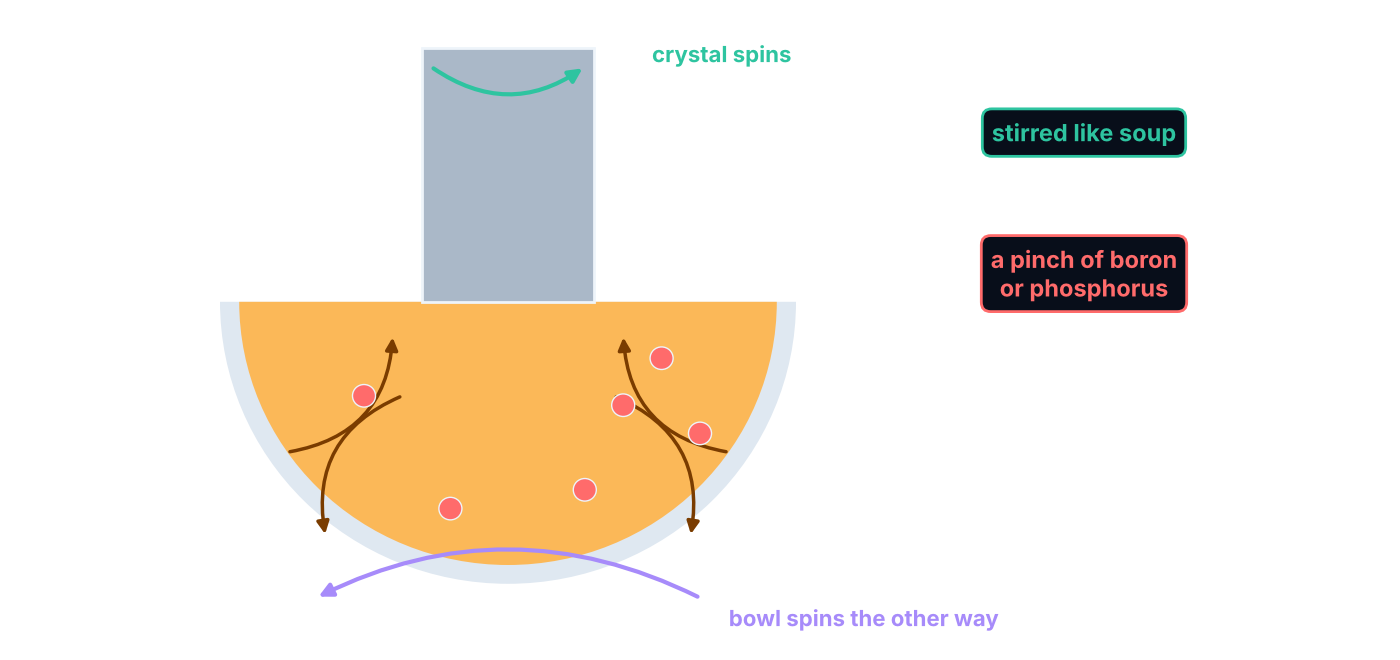 crystal spins
stirred like soup
a pinch of boron
or phosphorus
bowl spins the other way